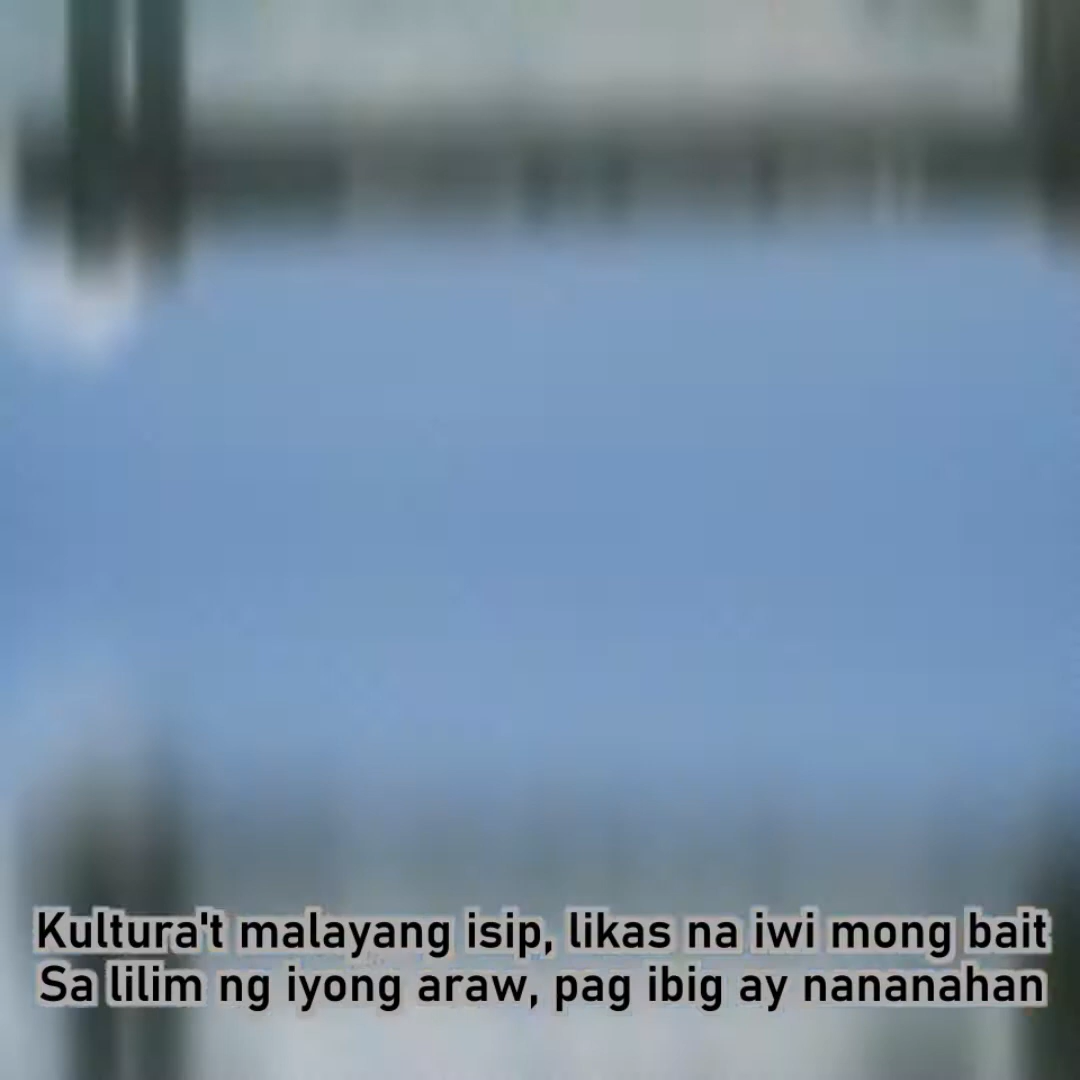 Kultura't malayang isip, likas na iwi mong bait
Sa lilim ng iyong araw, pag ibig ay nananahan